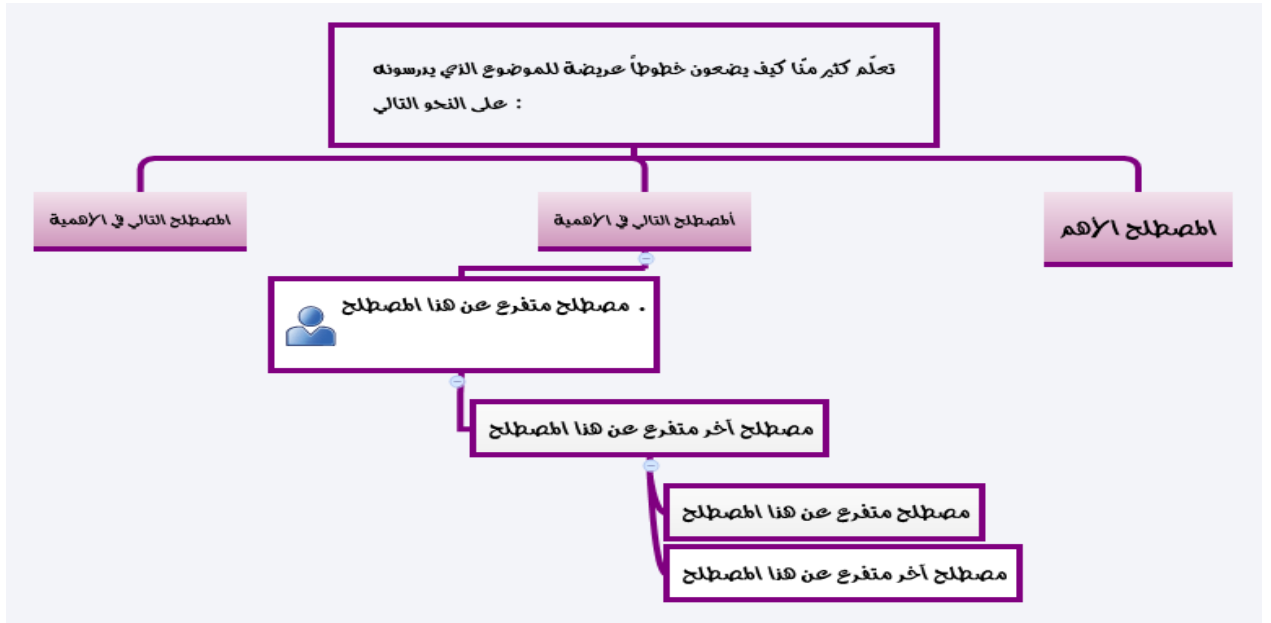 تعلّم كثير منّا كيف يضعون خطوطاً عريضة للموضوع الذي يدرسونه
على النحو التالي :
المصطلح الأهم
ألمصطلح التالي في الأهمية
المصطلح التالي في الأهمية
. مصطلح متفرع عن هذا المصطلح
مصطلح آخر متفرع عن هذا المصطلح
مصطلح متفرع عن هذا المصطلح
مصطلح آخر متفرع عن هذا المصطلح